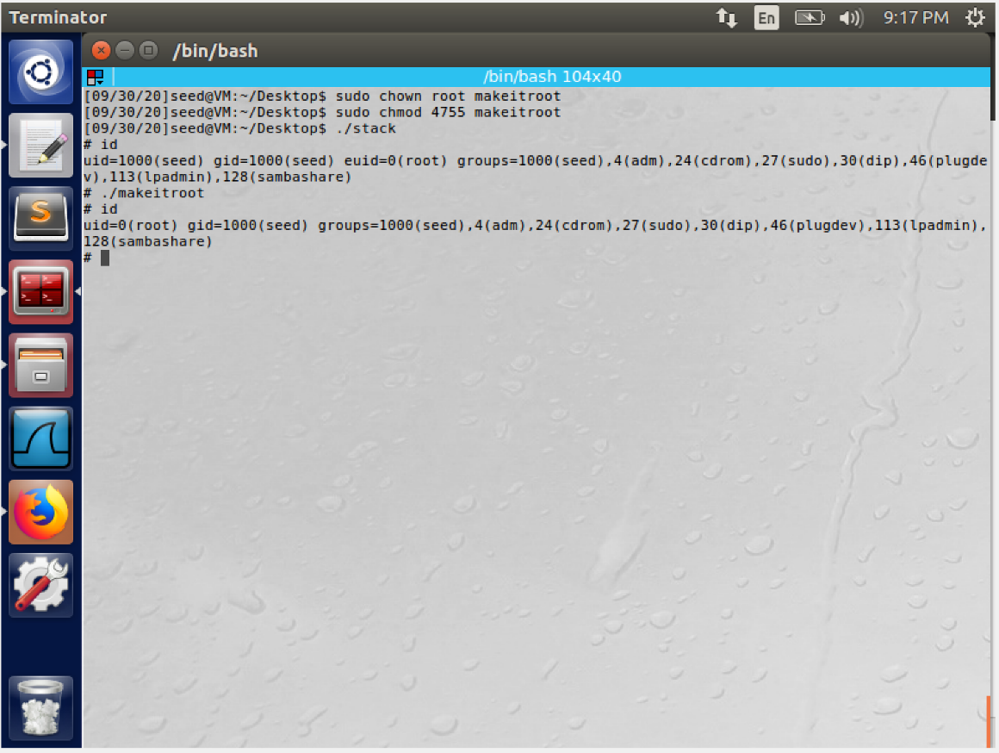 Terminator
En
9:17 PM
/bin/bash
/bin/bash 104x40
[09/30/20]seed@VM:~/Desktop$ sudo chown root makeitroot
[09/30/20]seed@VM:~/Desktop$ sudo chmod 4755 makeitroot
[09/30/20]seed@VM:~/Desktop$ ./stack
# id
uid=1000(seed) gid=1000(seed) euid=0(root) groups=1000(seed),4(adm),24(cdrom),27(sudo),30(dip),46(plugde
v),113(lpadmin),128(sambashare)
# ./makeitroot
# id
uid=0(root) gid=1000(seed) groups=1000(seed),4(adm),24(cdrom),27(sudo),30(dip),46(plugdev),113(lpadmin),
128(sambashare)
#